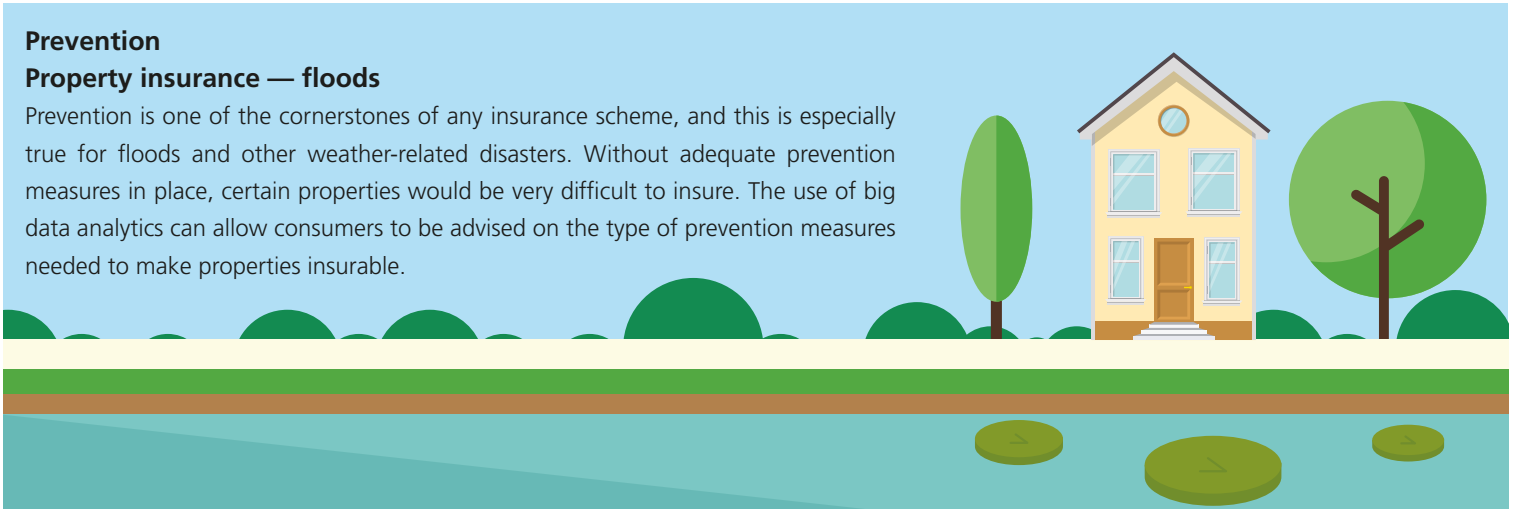 Prevention
Property insurance — floods
Prevention is one of the cornerstones of any insurance scheme, and this is especially
true for floods and other weather-related disasters. Without adequate prevention
measures in place, certain properties would be very difficult to insure. The use of big
data analytics can allow consumers to be advised on the type of prevention measures
needed to make properties insurable.